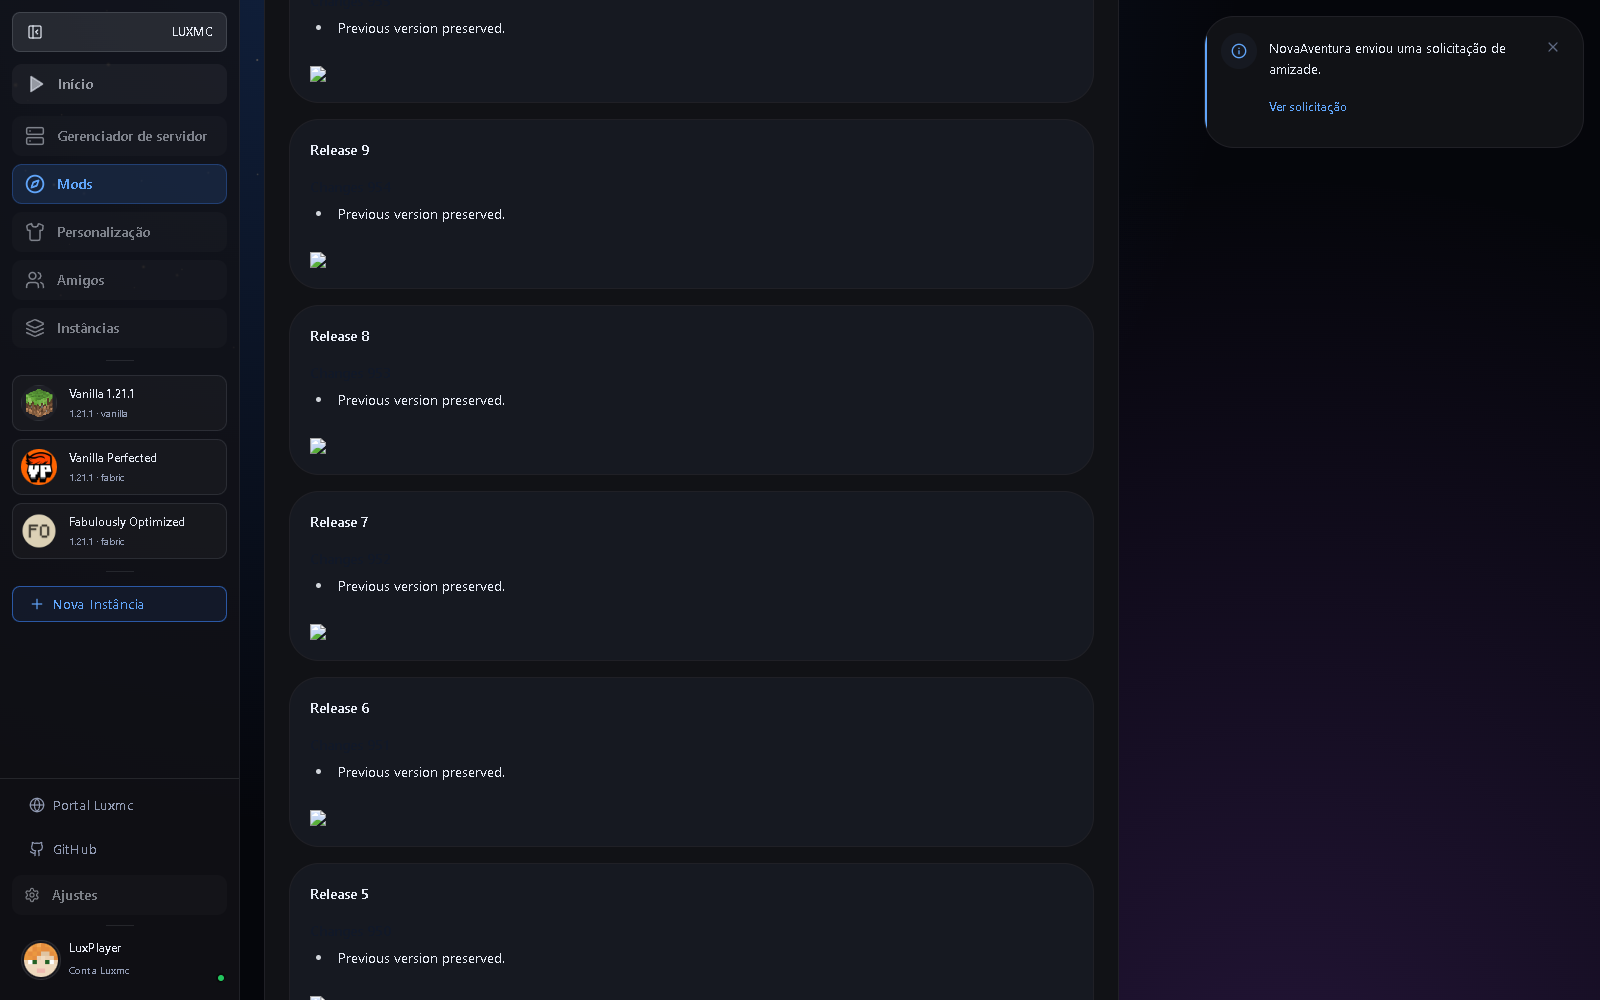 LUXMC
Início
Gerenciador de servidor
Mods
Personalização
Amigos
Instâncias
Vanilla 1.21.1
1.21.1 · vanilla
VP
Vanilla Perfected
1.21.1 · fabric
FO
Fabulously Optimized
1.21.1 · fabric
Nova Instância
Portal Luxmc
GitHub
Ajustes
LuxPlayer
Conta Luxmc
Previous version preserved.
Release 9
Previous version preserved.
Release 8
Previous version preserved.
Release 7
Previous version preserved.
Release 6
Previous version preserved.
Release 5
Previous version preserved.
NovaAventura enviou uma solicitação de
amizade.
Ver solicitação